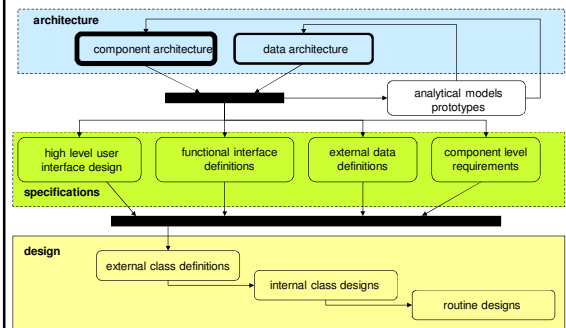 architecture
component architecture
data architecture
analytical models
prototypes
high level user
interface design
functional interface
definitions
external data
definitions
component level
requirements
specifications
design
external class definitions
internal class designs
routine designs